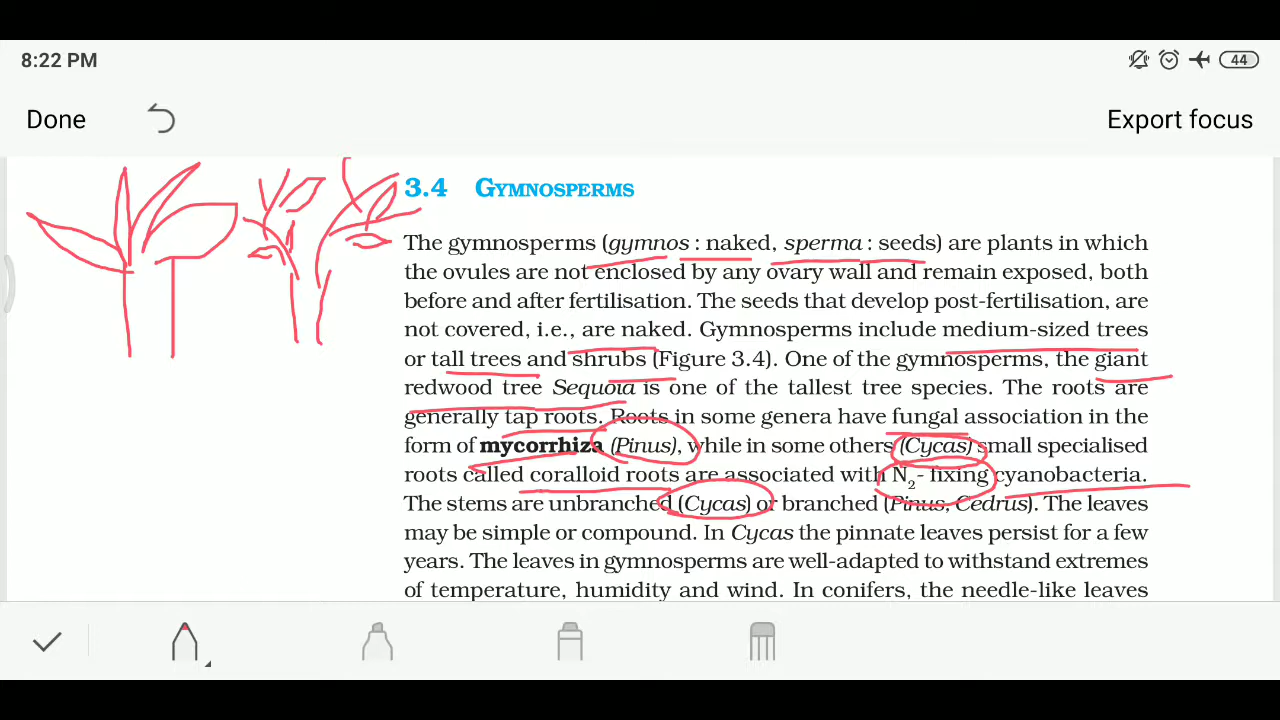 8:22 PM
44
Done
Export focus
3.4 GYMNOSPERMS
The gymnosperms (gymnos : naked, sperma : seeds) are plants in which
the ovules are not enclosed by any ovary wall and remain exposed, both
before and after fertilisation. The seeds that develop post-fertilisation, are
not covered, i.e., are naked. Gymnosperms include medium-sized trees
or tall trees and shrubs (Figure 3.4). One of the gymnosperms, the giant
redwood tree Sequoia is one of the tallest tree species. The roots are
generally tap roots. Roots in some genera have fungal association in the
form of mycorrhiza (Pinus), while in some others (Cycas) small specialised
roots called coralloid roots are associated with N₂- fixing cyanobacteria.
The stems are unbranched (Cycas) or branched (Pinus, Cedrus). The leaves
may be simple or compound. In Cycas the pinnate leaves persist for a few
years. The leaves in gymnosperms are well-adapted to withstand extremes
of temperature, humidity and wind. In conifers, the needle-like leaves